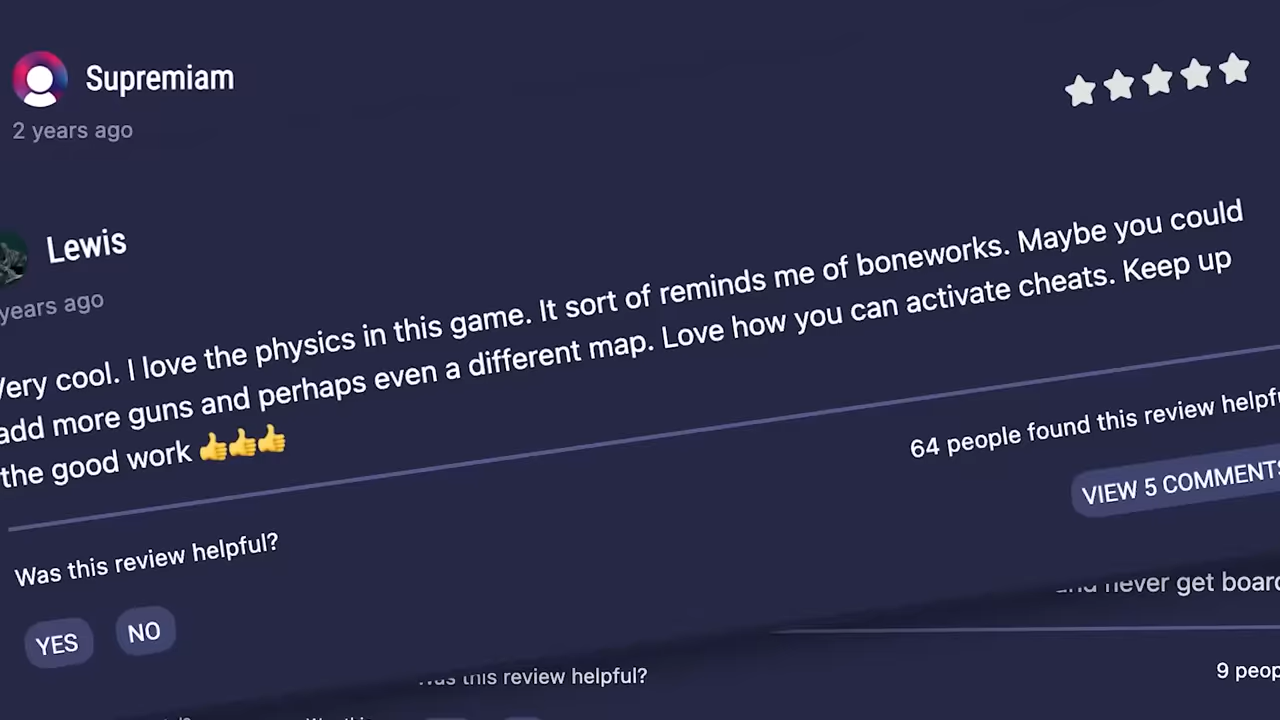 Supremiam
2 years ago
Lewis
years ago
Very cool. I love the physics in this game. It sort of reminds me of boneworks. Maybe you could
add more guns and perhaps even a different map. Love how you can activate cheats. Keep up
the good work 👍👍👍
64 people found this review helpfu
VIEW 5 COMMENTS
Was this review helpful?
YES
NO
and never get board
Was this review helpful?
9 peop